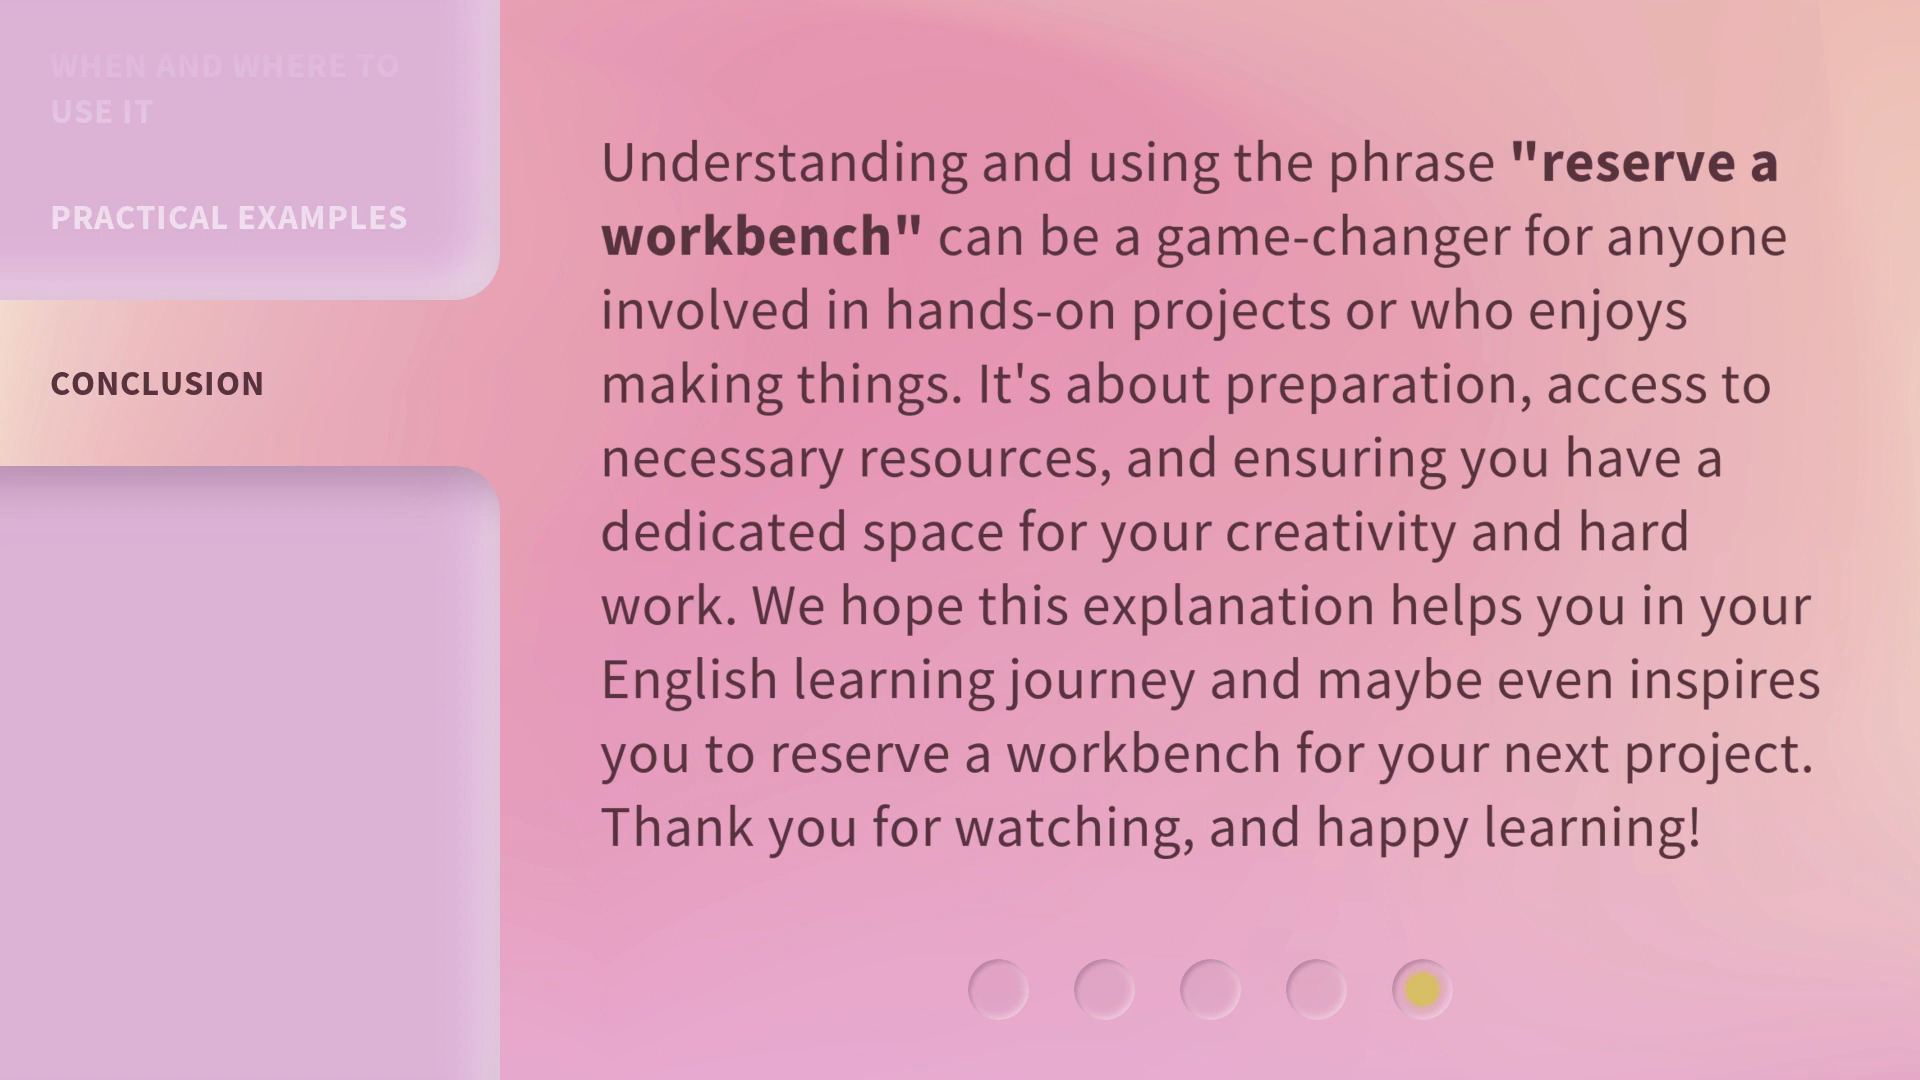 WHEN AND WHERE TO
USE IT
PRACTICAL EXAMPLES
CONCLUSION
Understanding and using the phrase "reserve a
workbench" can be a game-changer for anyone
involved in hands-on projects or who enjoys
making things. It's about preparation, access to
necessary resources, and ensuring you have a
dedicated space for your creativity and hard
work. We hope this explanation helps you in your
English learning journey and maybe even inspires
you to reserve a workbench for your next project.
Thank you for watching, and happy learning!